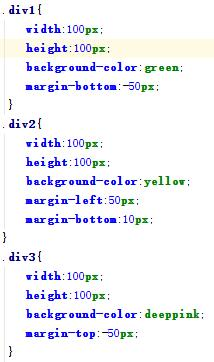 .div1{
width:100px;
height:100px;
background-color:green;
margin-bottom:-50px;
}
.div2{
width:100px;
height:100px;
background-color:yellow;
margin-left:50px;
margin-bottom:10px;
}
.div3{
width:100px;
height:100px;
background-color:deeppink;
margin-top:-50px;
}